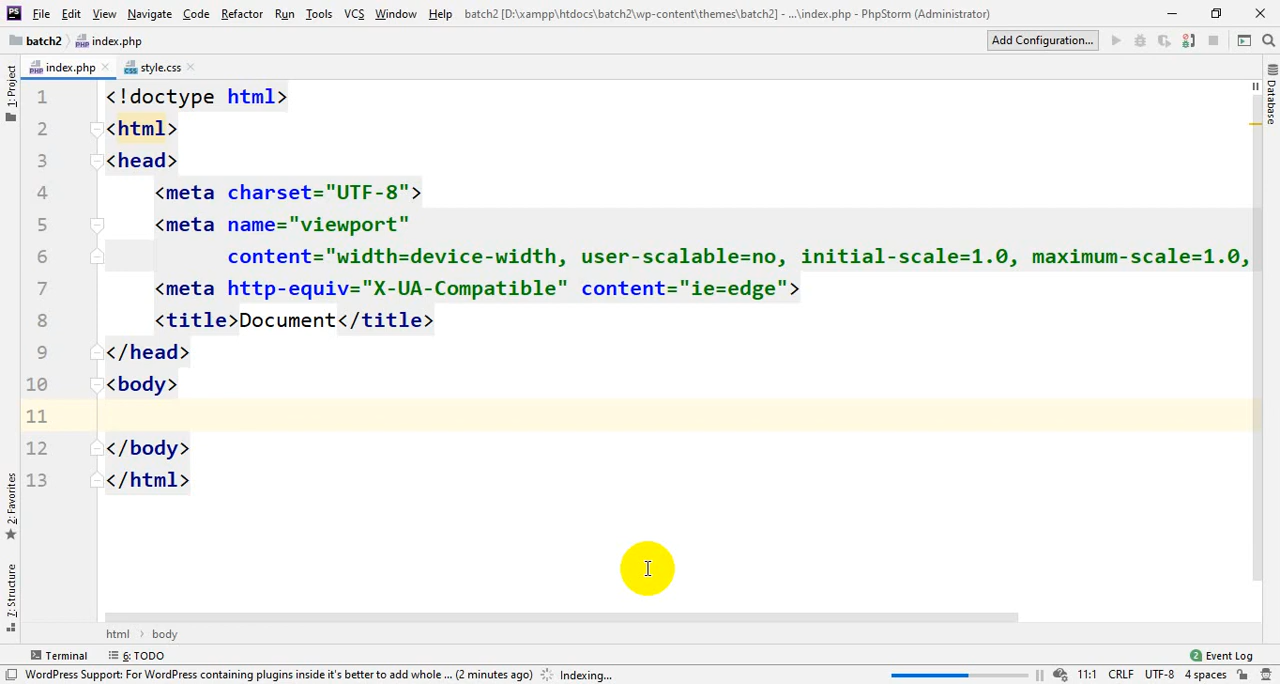 File Edit View Navigate Code Refactor Run Tools VCS Window Help batch2 [D:\xampp\htdocs\batch2\wp-content\themes\batch2] - ...\index.php - PhpStorm (Administrator)
batch2 index.php Add Configuration...
index.php style.css
1: Project
Database
1 <!doctype html>
2 <html>
3 <head>
4 <meta charset="UTF-8">
5 <meta name="viewport"
6 content="width=device-width, user-scalable=no, initial-scale=1.0, maximum-scale=1.0,
7 <meta http-equiv="X-UA-Compatible" content="ie=edge">
8 <title>Document</title>
9 </head>
10 <body>
11
12 </body>
13 </html>
2: Favorites
7: Structure
html body
Terminal 6: TODO 2 Event Log
WordPress Support: For WordPress containing plugins inside it's better to add whole ... (2 minutes ago) Indexing... 11:1 CRLF UTF-8 4 spaces